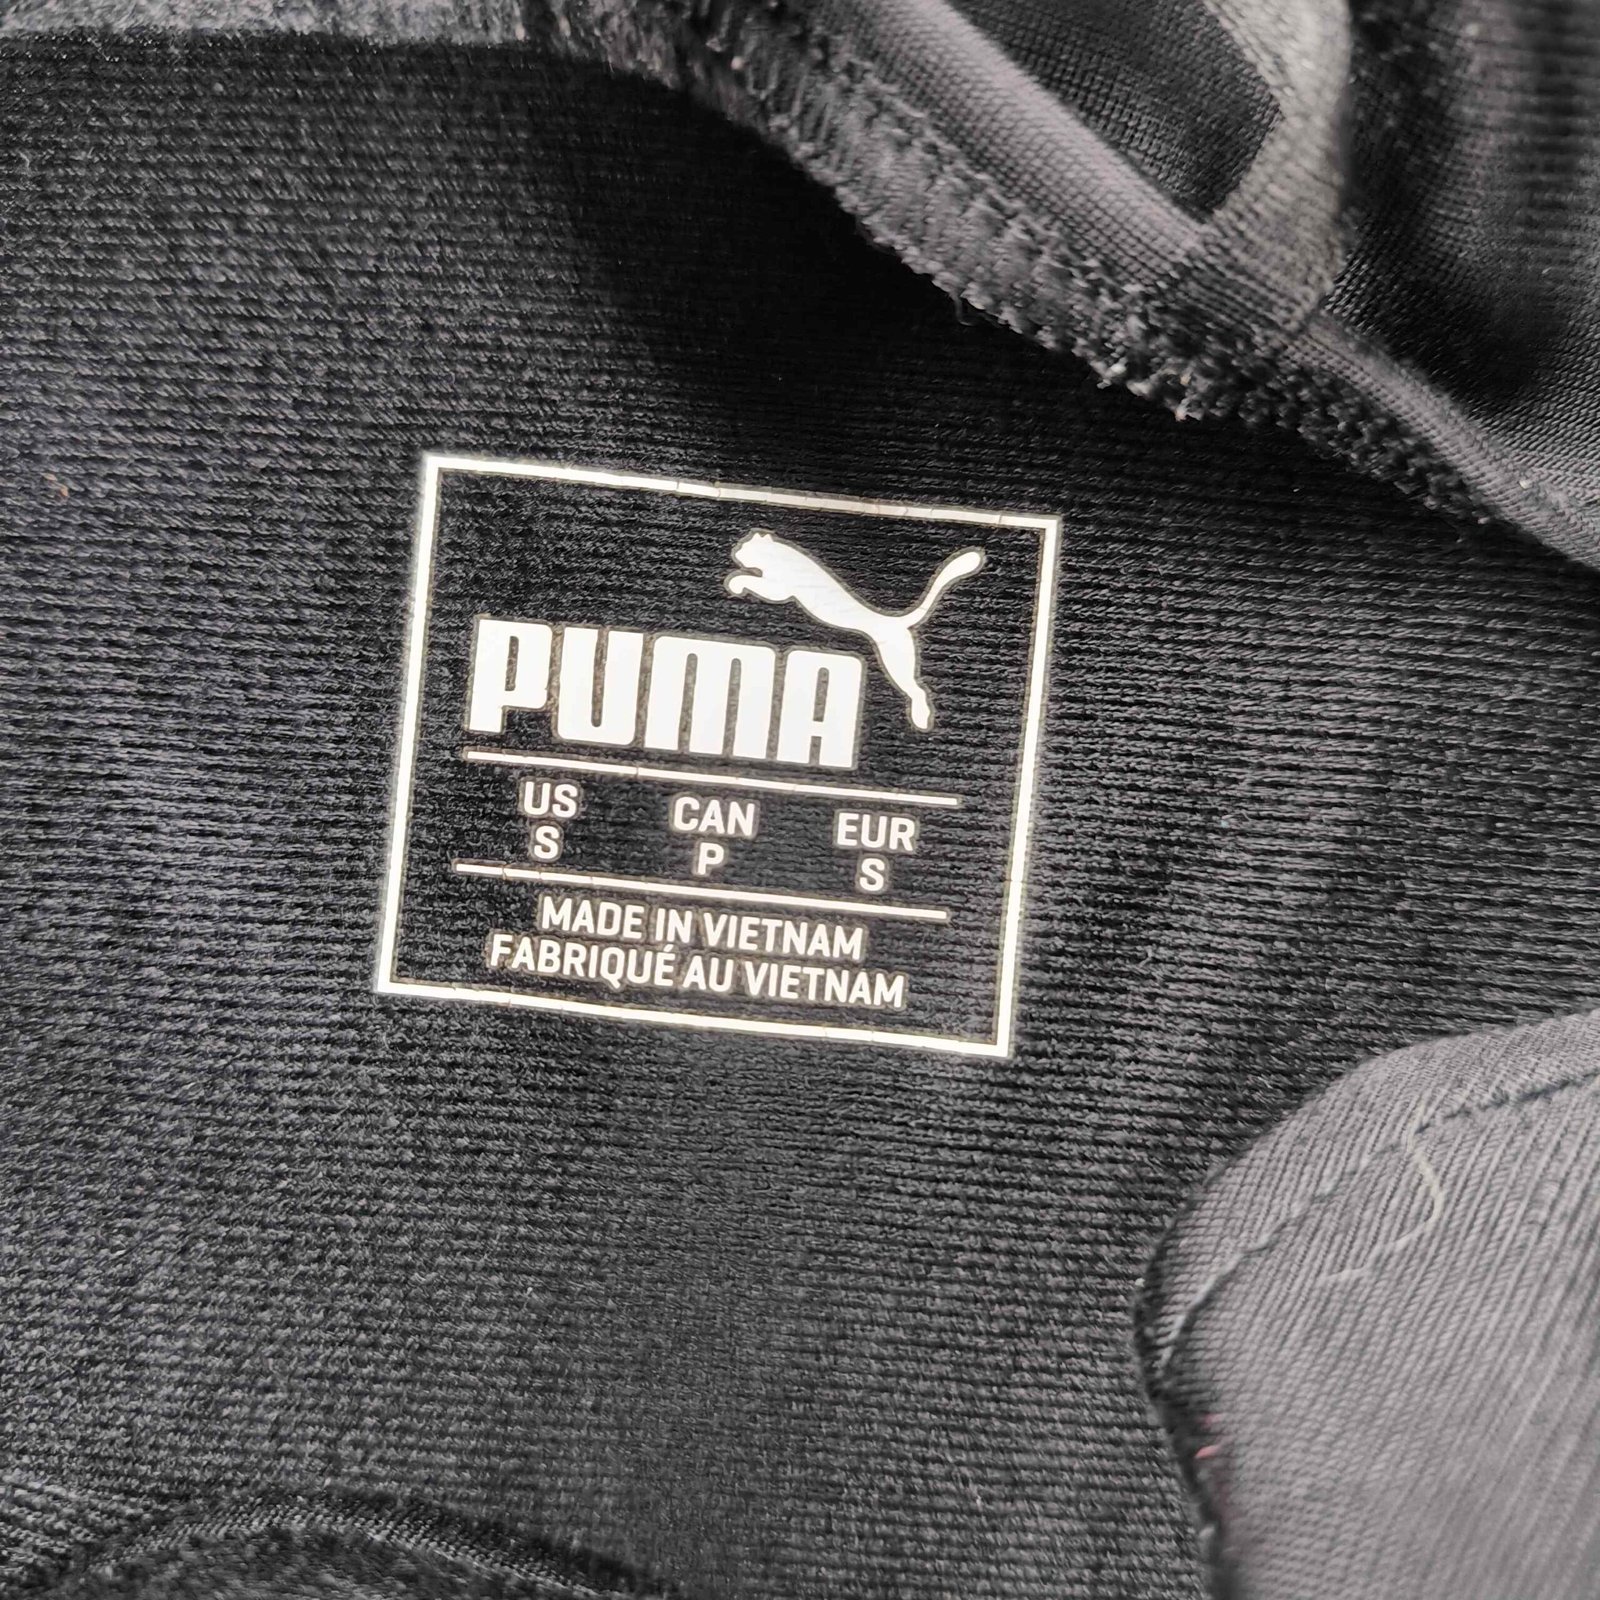 PUMA
US CAN EUR
S P S
MADE IN VIETNAM
FABRIQUÉ AU VIETNAM